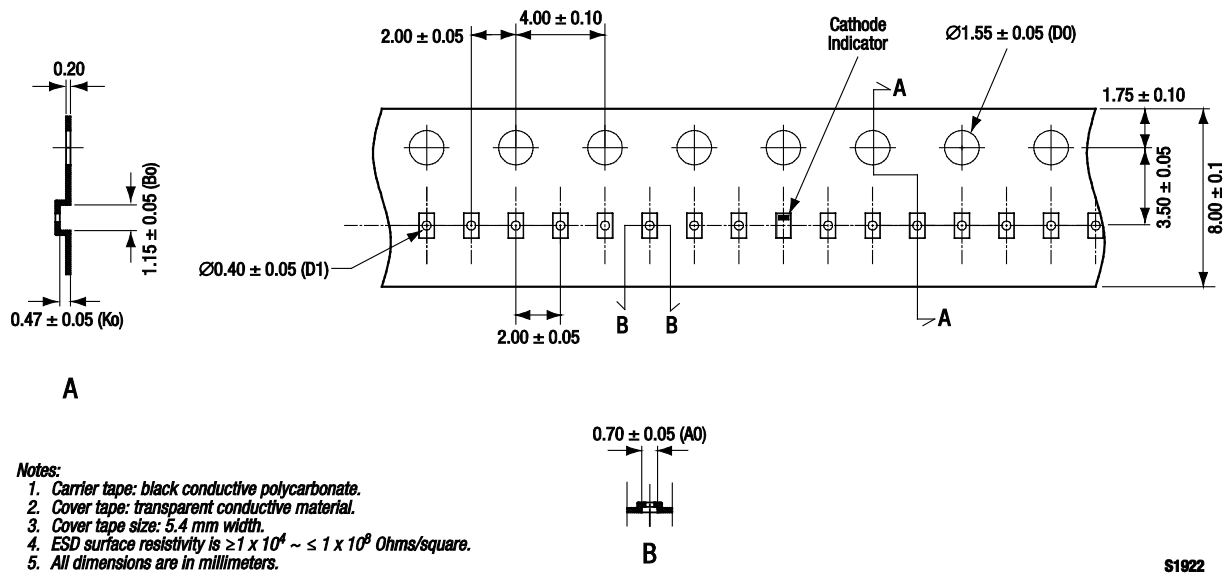 4.00 ± 0.10
2.00 ± 0.05
Cathode
Indicator
Ø1.55 ± 0.05 (D0)
0.20
A
1.75 ± 0.10
1.15 ± 0.05 (Bo)
3.50 ± 0.05
8.00 ± 0.1
Ø0.40 ± 0.05 (D1)
0.47 ± 0.05 (Ko)
B
B
A
2.00 ± 0.05
A
0.70 ± 0.05 (A0)
Notes:
1. Carrier tape: black conductive polycarbonate.
2. Cover tape: transparent conductive material.
3. Cover tape size: 5.4 mm width.
4. ESD surface resistivity is ≥1 x 10⁴ ~ ≤ 1 x 10⁸ Ohms/square.
5. All dimensions are in millimeters.
B
S1922